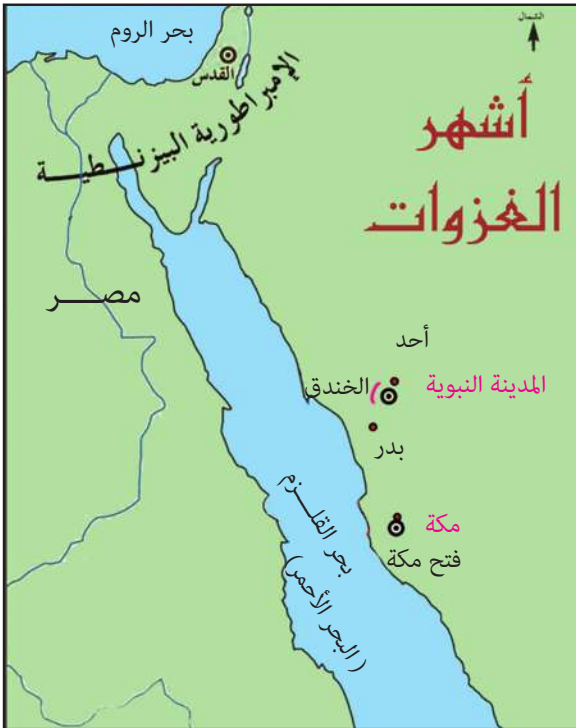 الشمال
بحر الروم
القدس
الإمبراطورية البيزنطية
أشهر
الغزوات
مصر
أحد
المدينة النبوية
الخندق
بدر
مكة
فتح مكة
بحر القلزم
(البحر الأحمر)